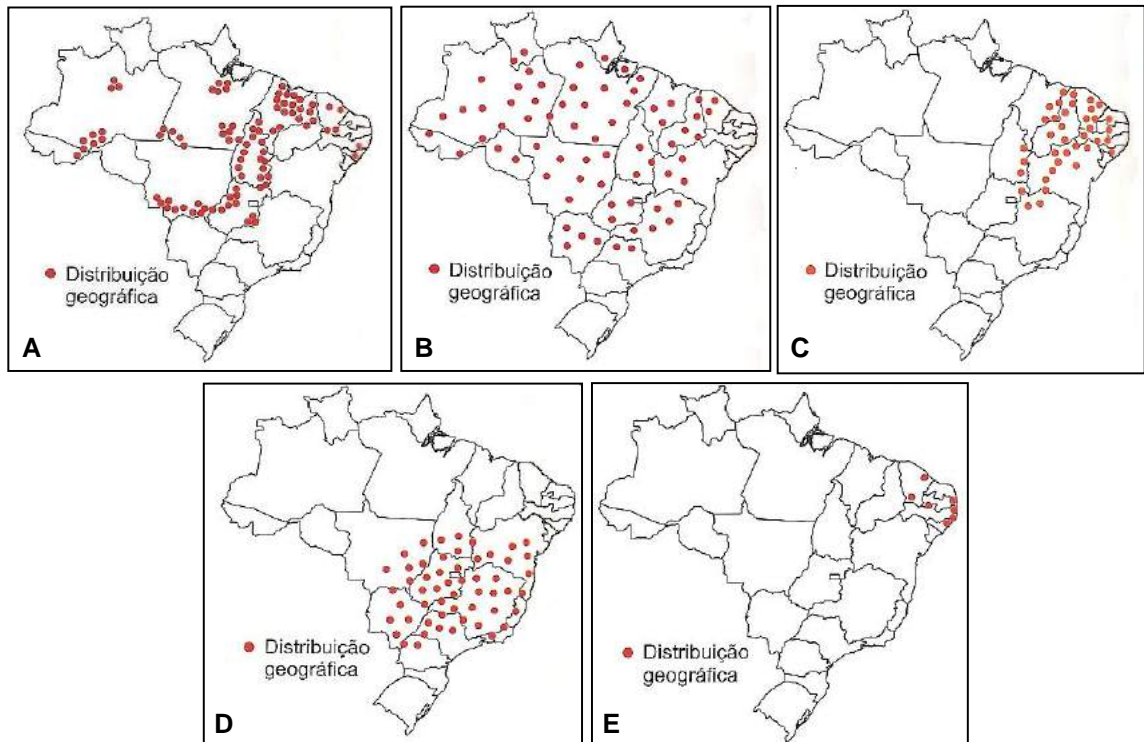 Distribuição
geográfica
A
Distribuição
geográfica
B
Distribuição
geográfica
C
Distribuição
geográfica
D
Distribuição
geográfica
E